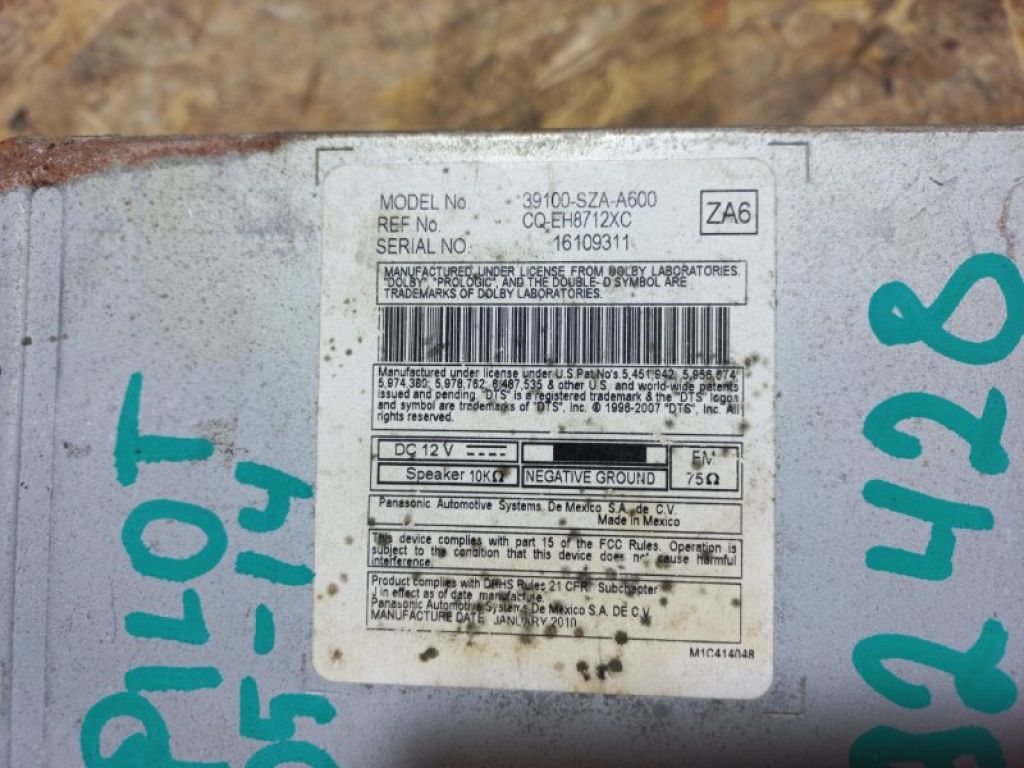 MODEL No. 39100-SZA-A600
REF No. CQ-EH8712XC
SERIAL NO. 16109311
ZA6
MANUFACTURED UNDER LICENSE FROM DOLBY LABORATORIES.
"DOLBY", "PROLOGIC", AND THE DOUBLE-D SYMBOL ARE
TRADEMARKS OF DOLBY LABORATORIES.
Manufactured under license under U.S.Pat No's 5,451,942; 5,956,674;
5,974,380; 5,978,762; 6,487,535 & other U.S. and world-wide patents
issued and pending. "DTS" is a registered trademark & the "DTS" logos
and symbol are trademarks of "DTS", Inc. © 1996-2007 "DTS", Inc. All
rights reserved.
DC 12 V
Speaker 10KΩ
NEGATIVE GROUND
FM
75Ω
Panasonic Automotive Systems De Mexico S.A. de C.V.
Made in Mexico
This device complies with part 15 of the FCC Rules. Operation is
subject to the condition that this device does not cause harmful
interference.
Product complies with DHHS Rules 21 CFR Subchapter
J in effect as of date manufacture.
Panasonic Automotive Systems De Mexico S.A. DE C.V.
MANUFACTURE DATE: JANUARY 2010
M1C414048
PILOT
05-14
2428